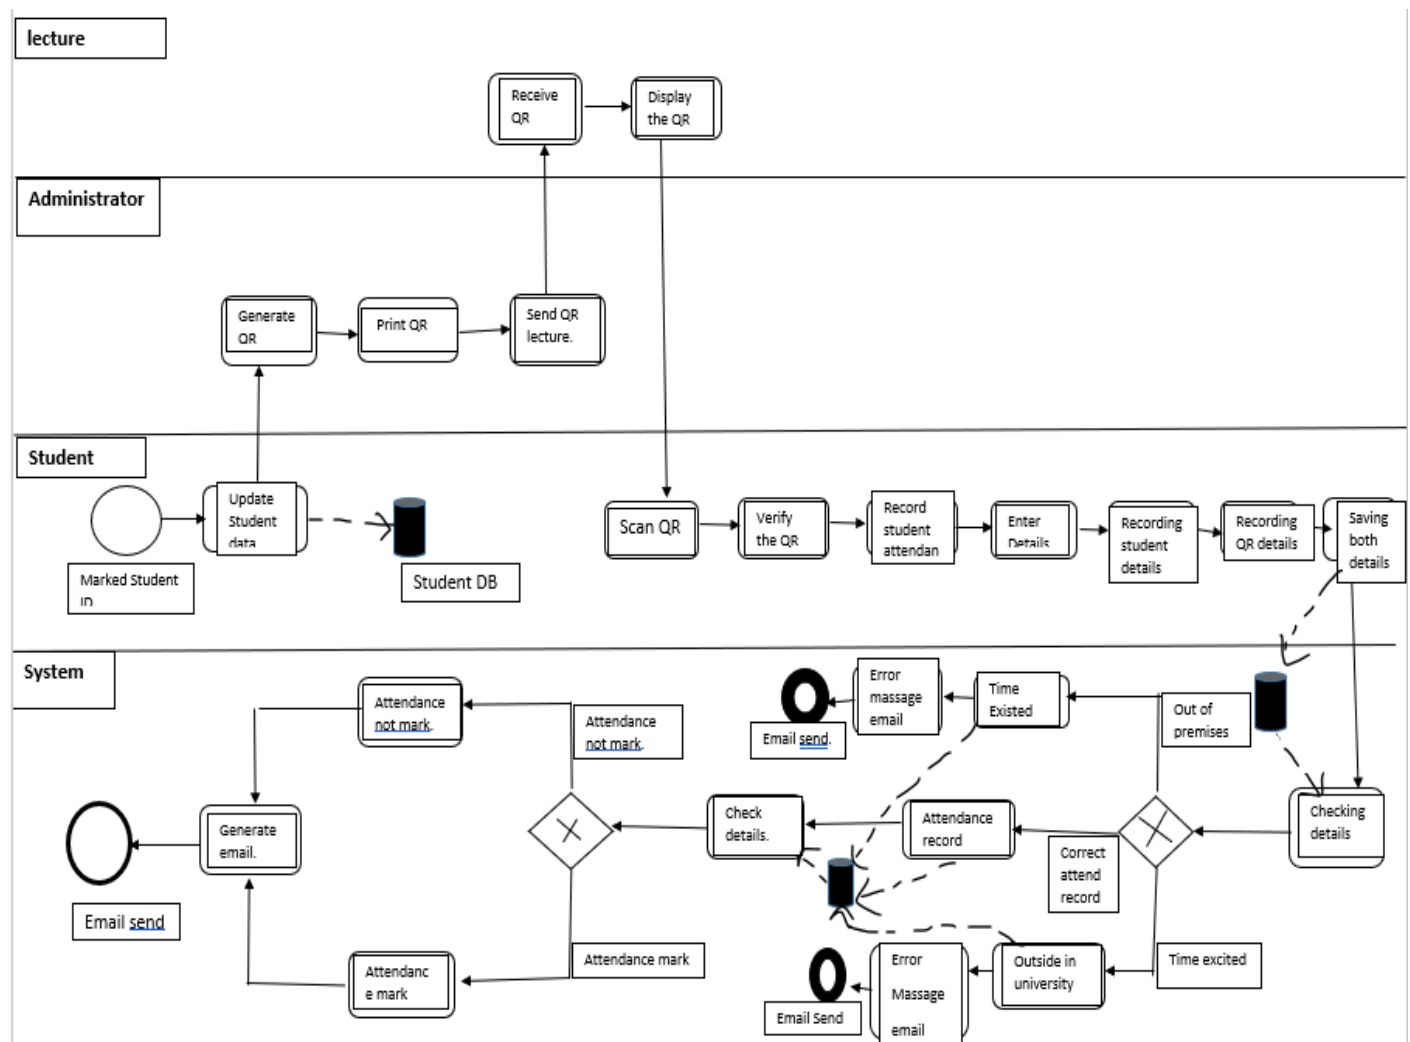 lecture
Receive
QR
Display
the QR
Administrator
Generate
QR
Print QR
Send QR
lecture.
Student
Update
Student
data
Marked Student
Student DB
Scan QR
Verify
the QR
Record
student
attendan
Enter
Details
Recording
student
details
Recording
QR details
Saving
both
details
System
Attendance
not mark.
Attendance
not mark.
Error
massage
email
Time
Existed
Out of
premises
Email send.
Generate
email.
Check
details.
Attendance
record
Checking
details
Correct
attend
record
Email send
Attendanc
e mark
Attendance mark
Error
Massage
email
Outside in
university
Time excited
Email Send